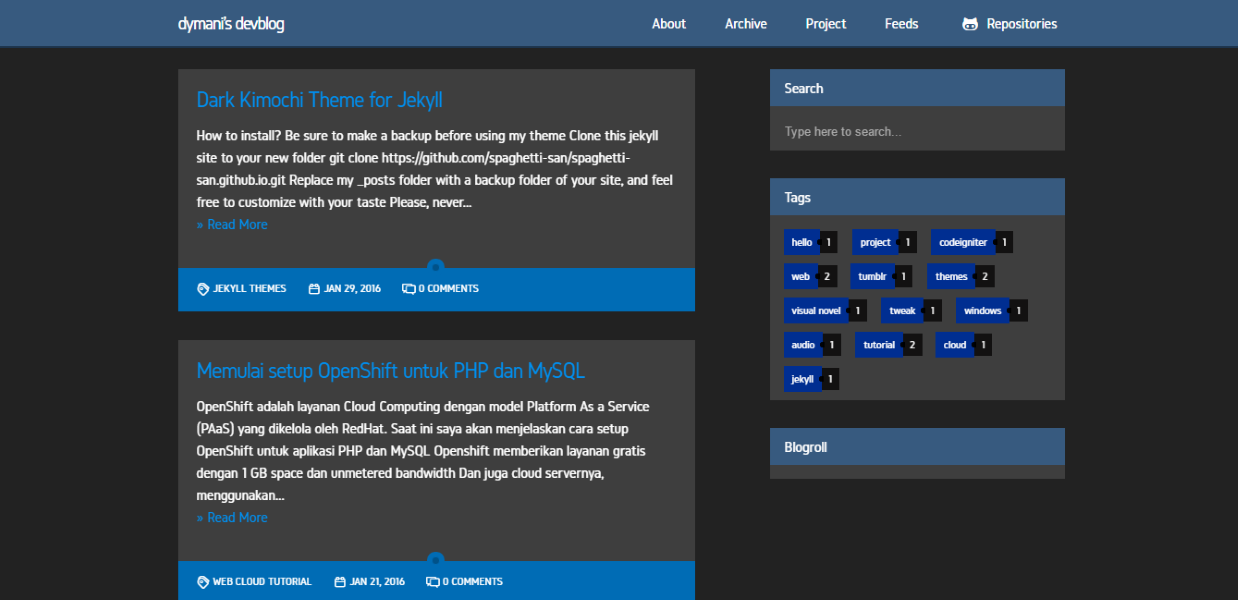 dymani's devblog
About Archive Project Feeds Repositories
Dark Kimochi Theme for Jekyll
How to install? Be sure to make a backup before using my theme Clone this jekyll
site to your new folder git clone https://github.com/spaghetti-san/spaghetti-
san.github.io.git Replace my _posts folder with a backup folder of your site, and feel
free to customize with your taste Please, never...
» Read More
JEKYLL THEMES JAN 29, 2016 0 COMMENTS
Memulai setup OpenShift untuk PHP dan MySQL
OpenShift adalah layanan Cloud Computing dengan model Platform As a Service
(PAaS) yang dikelola oleh RedHat. Saat ini saya akan menjelaskan cara setup
OpenShift untuk aplikasi PHP dan MySQL Openshift memberikan layanan gratis
dengan 1 GB space dan unmetered bandwidth Dan juga cloud servernya,
menggunakan...
» Read More
WEB CLOUD TUTORIAL JAN 21, 2016 0 COMMENTS
Search
Type here to search...
Tags
hello 1 project 1 codeigniter 1
web 2 tumblr 1 themes 2
visual novel 1 tweak 1 windows 1
audio 1 tutorial 2 cloud 1
jekyll 1
Blogroll